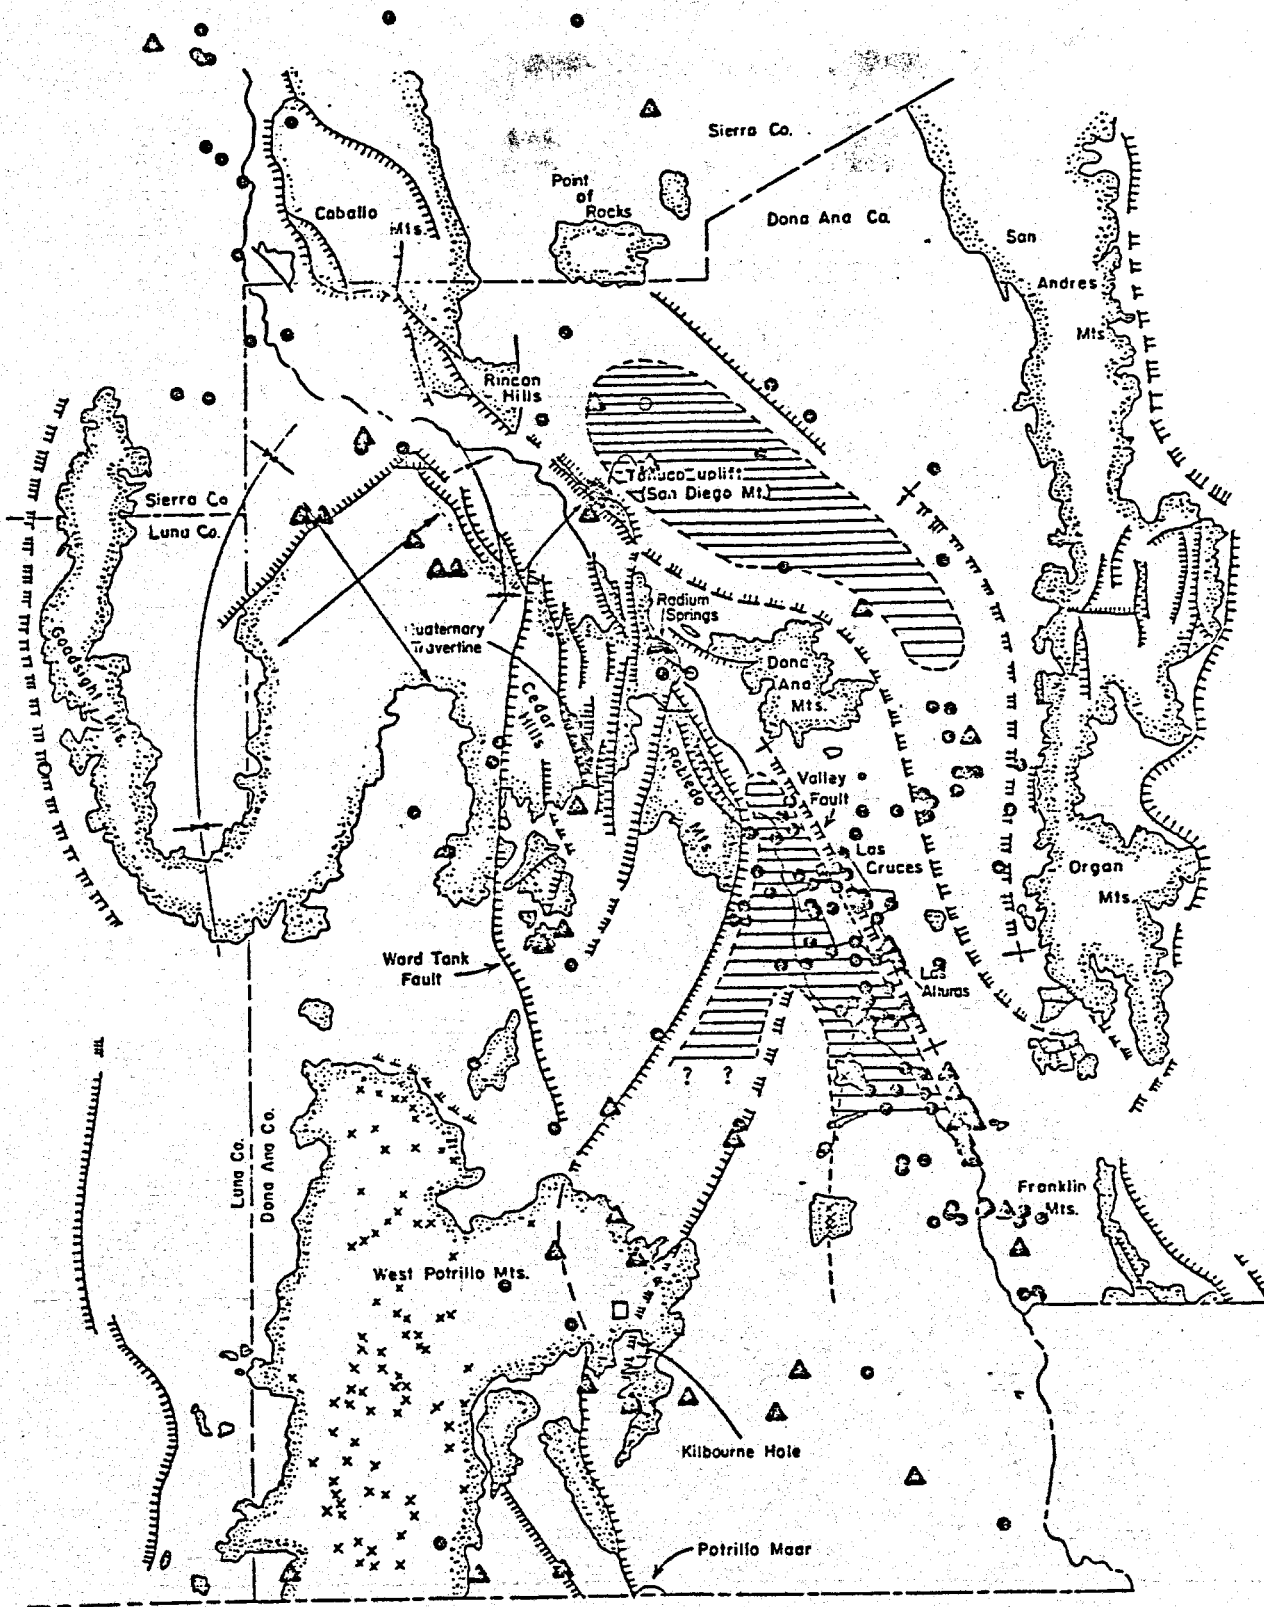 Sierra Co.
Point
of
Rocks
Dona Ana Co.
Caballo
Mts.
San
Andres
Mts.
Rincon
Hills
Sierra Co
Luna Co.
uplift
(San Diego Mt.)
Radium
Springs
Travertine
Goodsight Mts.
Dona
Ana
Mts.
Cedar
Hills
Robledo
Mts.
Valley
Fault
Las
Cruces
Organ
Mts.
Ward Tank
Fault
Las
Alturas
? ?
Luna Co.
Dona Ana Co.
Franklin
Mts.
West Potrillo Mts.
Kilbourne Hole
Potrillo Maar